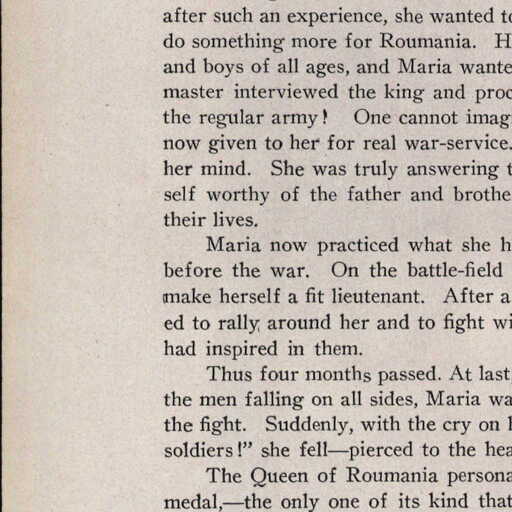 after such an experience, she wanted to
do something more for Roumania. H
and boys of all ages, and Maria wante
master interviewed the king and proc
the regular army! One cannot imag
now given to her for real war-service.
her mind. She was truly answering t
self worthy of the father and brothe
their lives.
Maria now practiced what she h
before the war. On the battle-field
make herself a fit lieutenant. After a
ed to rally around her and to fight wi
had inspired in them.
Thus four months passed. At last,
the men falling on all sides, Maria wa
the fight. Suddenly, with the cry on h
soldiers!” she fell—pierced to the hea
The Queen of Roumania persona
medal,—the only one of its kind that